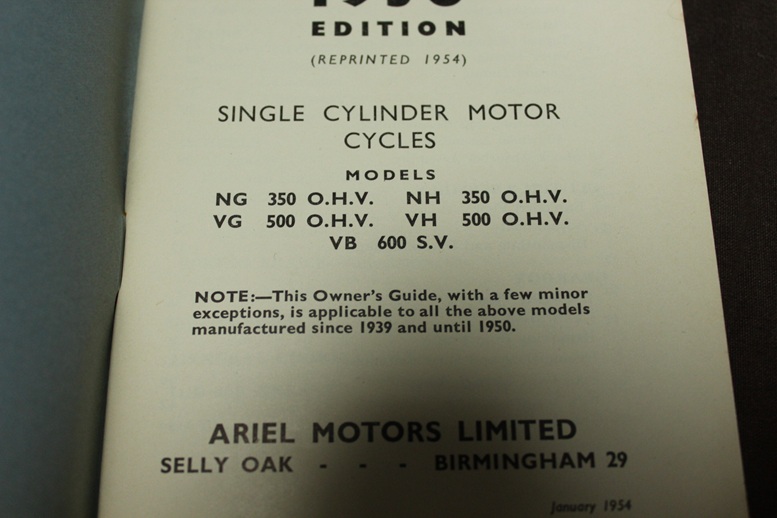 1950
EDITION
(REPRINTED 1954)
SINGLE CYLINDER MOTOR
CYCLES
MODELS
NG 350 O.H.V. NH 350 O.H.V.
VG 500 O.H.V. VH 500 O.H.V.
VB 600 S.V.
NOTE:—This Owner's Guide, with a few minor
exceptions, is applicable to all the above models
manufactured since 1939 and until 1950.
ARIEL MOTORS LIMITED
SELLY OAK - - - BIRMINGHAM 29
January 1954